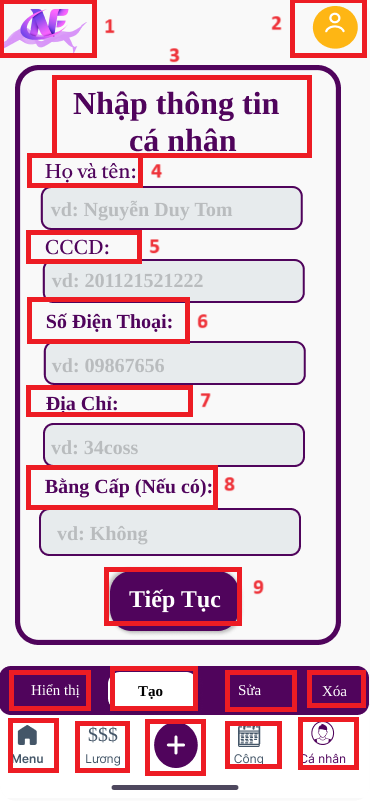 NE
1
2
3
Nhập thông tin
cá nhân
Họ và tên:
4
vd: Nguyễn Duy Tom
CCCD:
5
vd: 201121521222
Số Điện Thoại:
6
vd: 09867656
Địa Chỉ:
7
vd: 34coss
Bằng Cấp (Nếu có):
8
vd: Không
Tiếp Tục
9
Hiển thị Tạo Sửa Xóa
$$$
Menu Lương Công Cá nhân